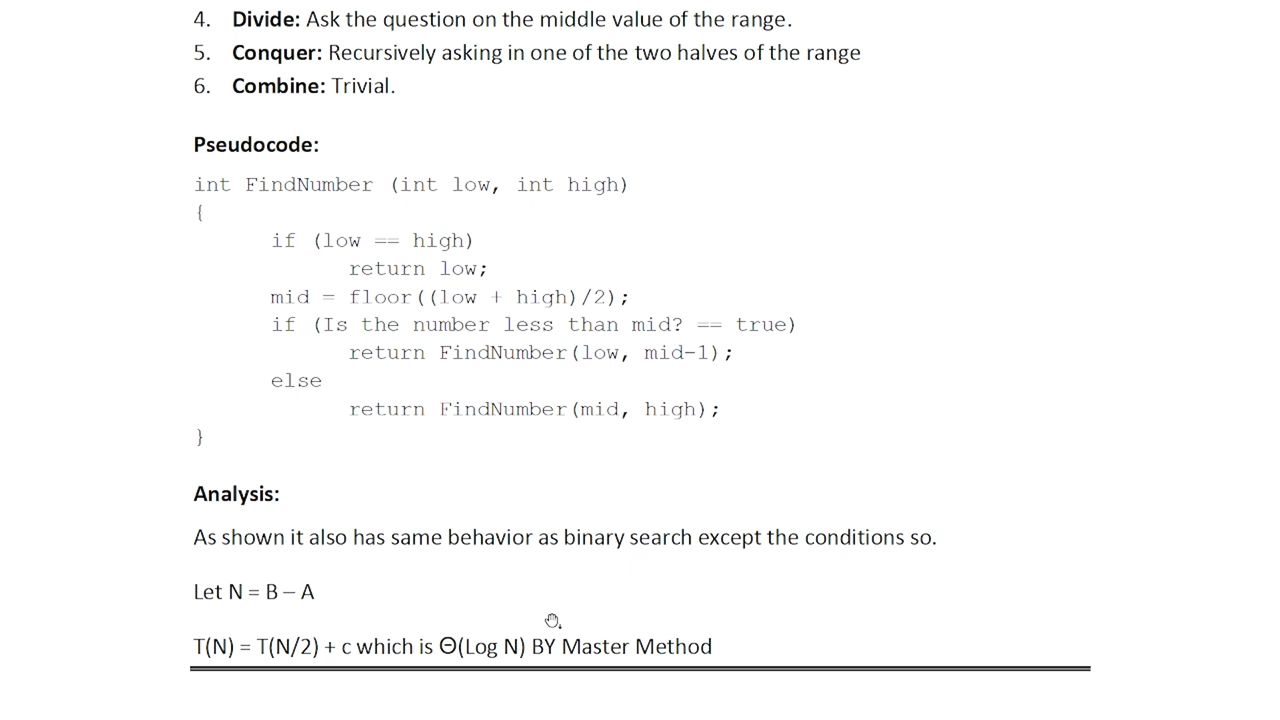 4. Divide: Ask the question on the middle value of the range.
5. Conquer: Recursively asking in one of the two halves of the range
6. Combine: Trivial.
Pseudocode:
int FindNumber (int low, int high)
{
if (low == high)
return low;
mid = floor((low + high)/2);
if (Is the number less than mid? == true)
return FindNumber(low, mid-1);
else
return FindNumber(mid, high);
}
Analysis:
As shown it also has same behavior as binary search except the conditions so.
Let N = B – A
T(N) = T(N/2) + c which is Θ(Log N) BY Master Method